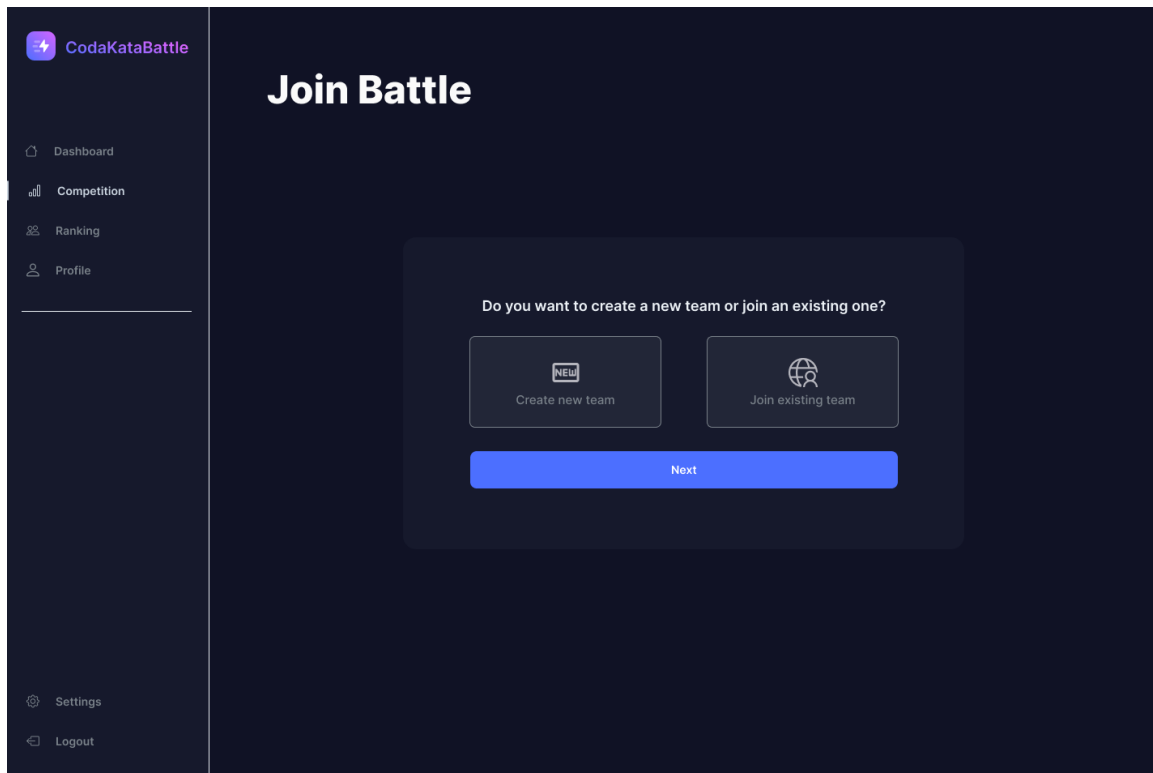 CodaKataBattle
Dashboard
Competition
Ranking
Profile
Settings
Logout
Join Battle
Do you want to create a new team or join an existing one?
NEW
Create new team
Join existing team
Next